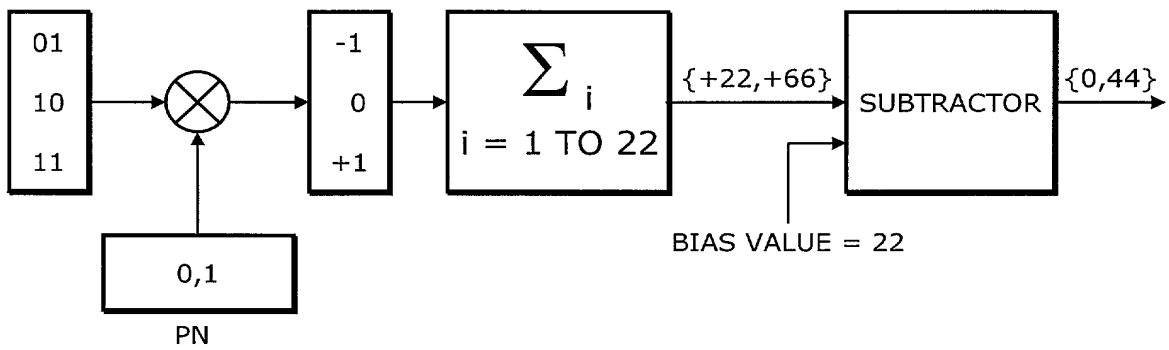 01
10
11
0,1
PN
-1
0
+1
∑ i
i = 1 TO 22
{+22,+66}
BIAS VALUE = 22
SUBTRACTOR
{0,44}